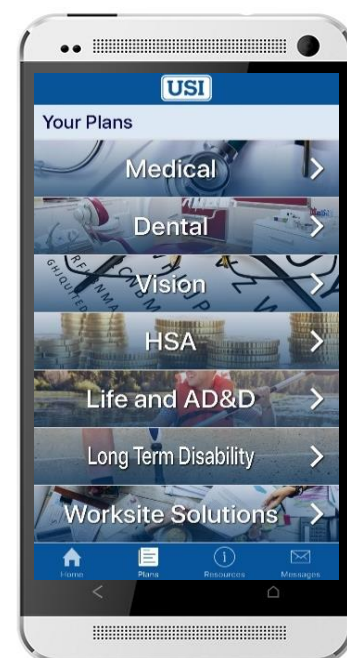 USI
Your Plans
Medical
Dental
Vision
HSA
Life and AD&D
Long Term Disability
Worksite Solutions
Home Plans Resources Messages